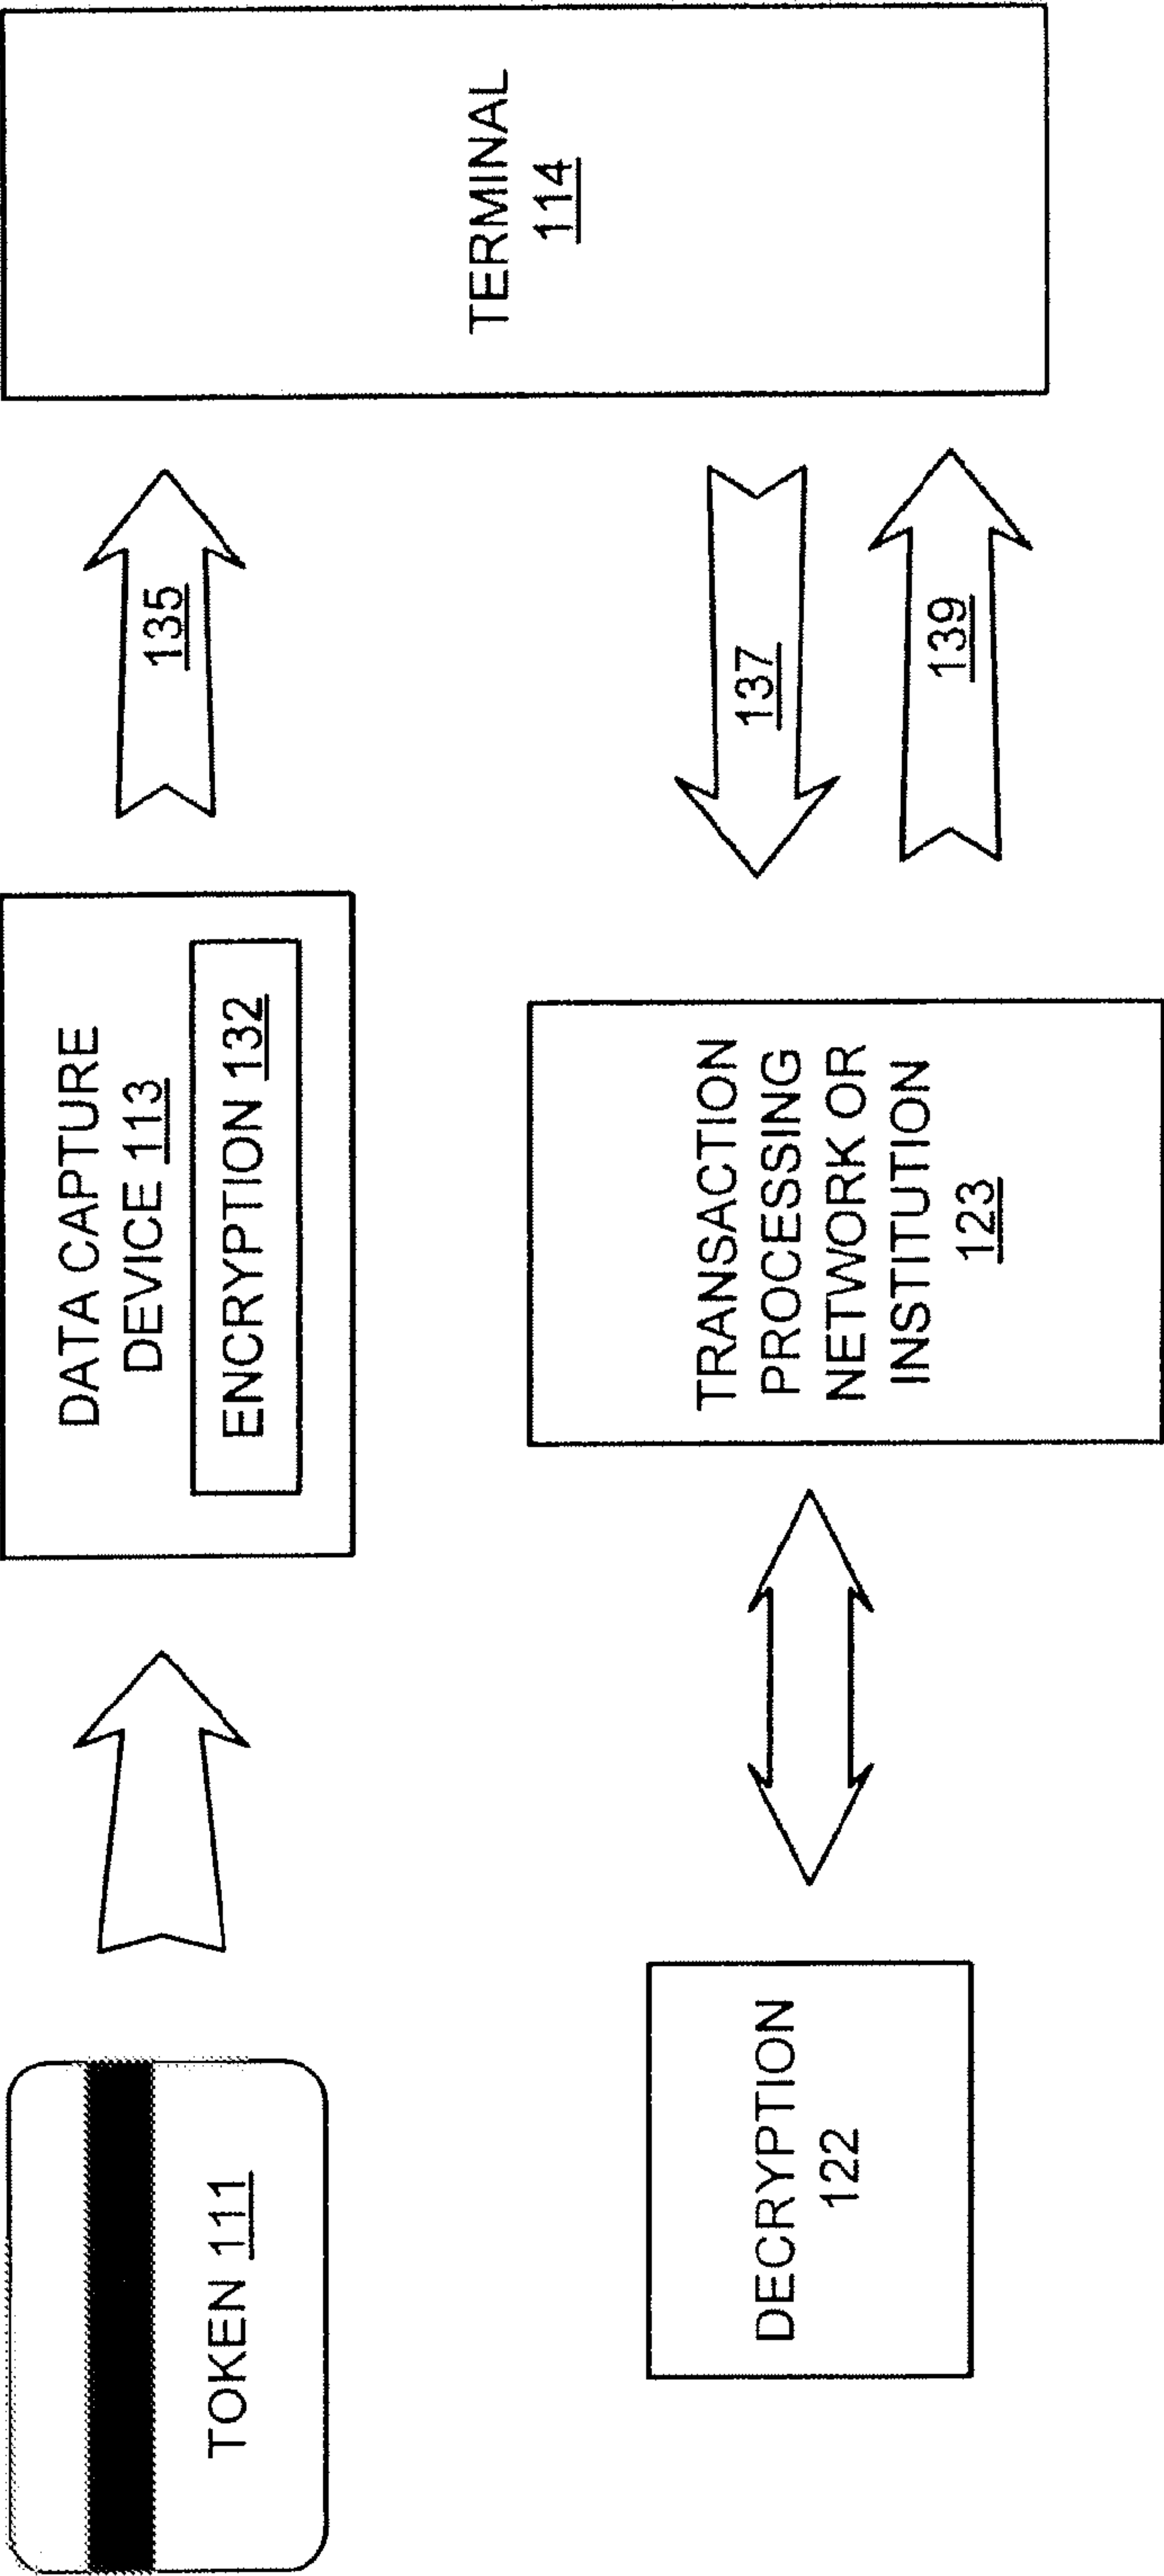 TOKEN 111
DATA CAPTURE
DEVICE 113
ENCRYPTION 132
135
TERMINAL
114
137
139
TRANSACTION
PROCESSING
NETWORK OR
INSTITUTION
123
DECRYPTION
122